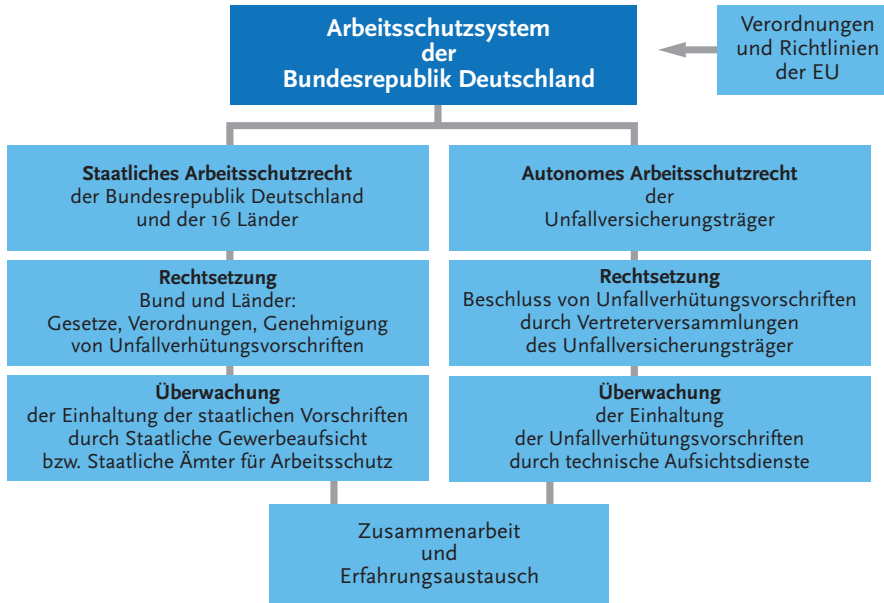 Arbeitsschutzsystem
der
Bundesrepublik Deutschland
Verordnungen
und Richtlinien
der EU
Staatliches Arbeitsschutzrecht
der Bundesrepublik Deutschland
und der 16 Länder
Autonomes Arbeitsschutzrecht
der
Unfallversicherungsträger
Rechtsetzung
Bund und Länder:
Gesetze, Verordnungen, Genehmigung
von Unfallverhütungsvorschriften
Rechtsetzung
Beschluss von Unfallverhütungsvorschriften
durch Vertreterversammlungen
des Unfallversicherungsträger
Überwachung
der Einhaltung der staatlichen Vorschriften
durch Staatliche Gewerbeaufsicht
bzw. Staatliche Ämter für Arbeitsschutz
Überwachung
der Einhaltung
der Unfallverhütungsvorschriften
durch technische Aufsichtsdienste
Zusammenarbeit
und
Erfahrungsaustausch